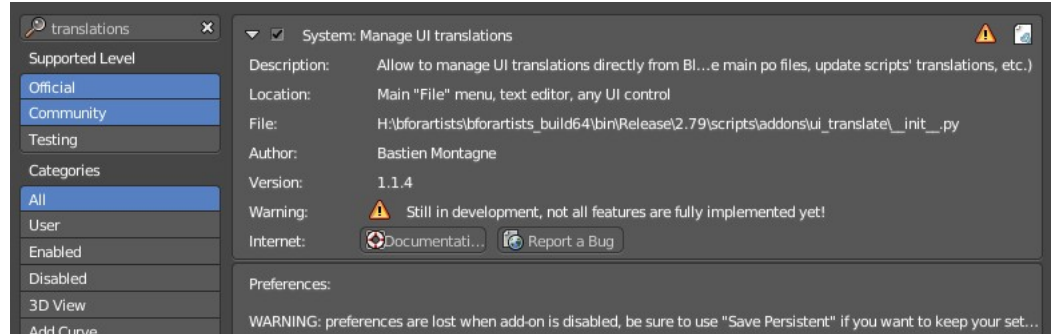 translations
Supported Level
Official
Community
Testing
Categories
All
User
Enabled
Disabled
3D View
Add Curve
System: Manage UI translations
Description: Allow to manage UI translations directly from Bl…e main po files, update scripts' translations, etc.)
Location: Main "File" menu, text editor, any UI control
File: H:\bforartists\bforartists_build64\bin\Release\2.79\scripts\addons\ui_translate\__init__.py
Author: Bastien Montagne
Version: 1.1.4
Warning: Still in development, not all features are fully implemented yet!
Internet: Documentati… Report a Bug
Preferences:
WARNING: preferences are lost when add-on is disabled, be sure to use "Save Persistent" if you want to keep your set…